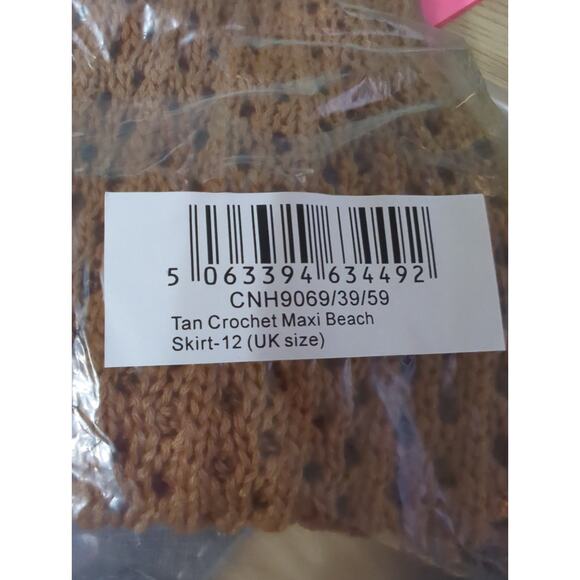 5 063394 634492
CNH9069/39/59
Tan Crochet Maxi Beach
Skirt-12 (UK size)